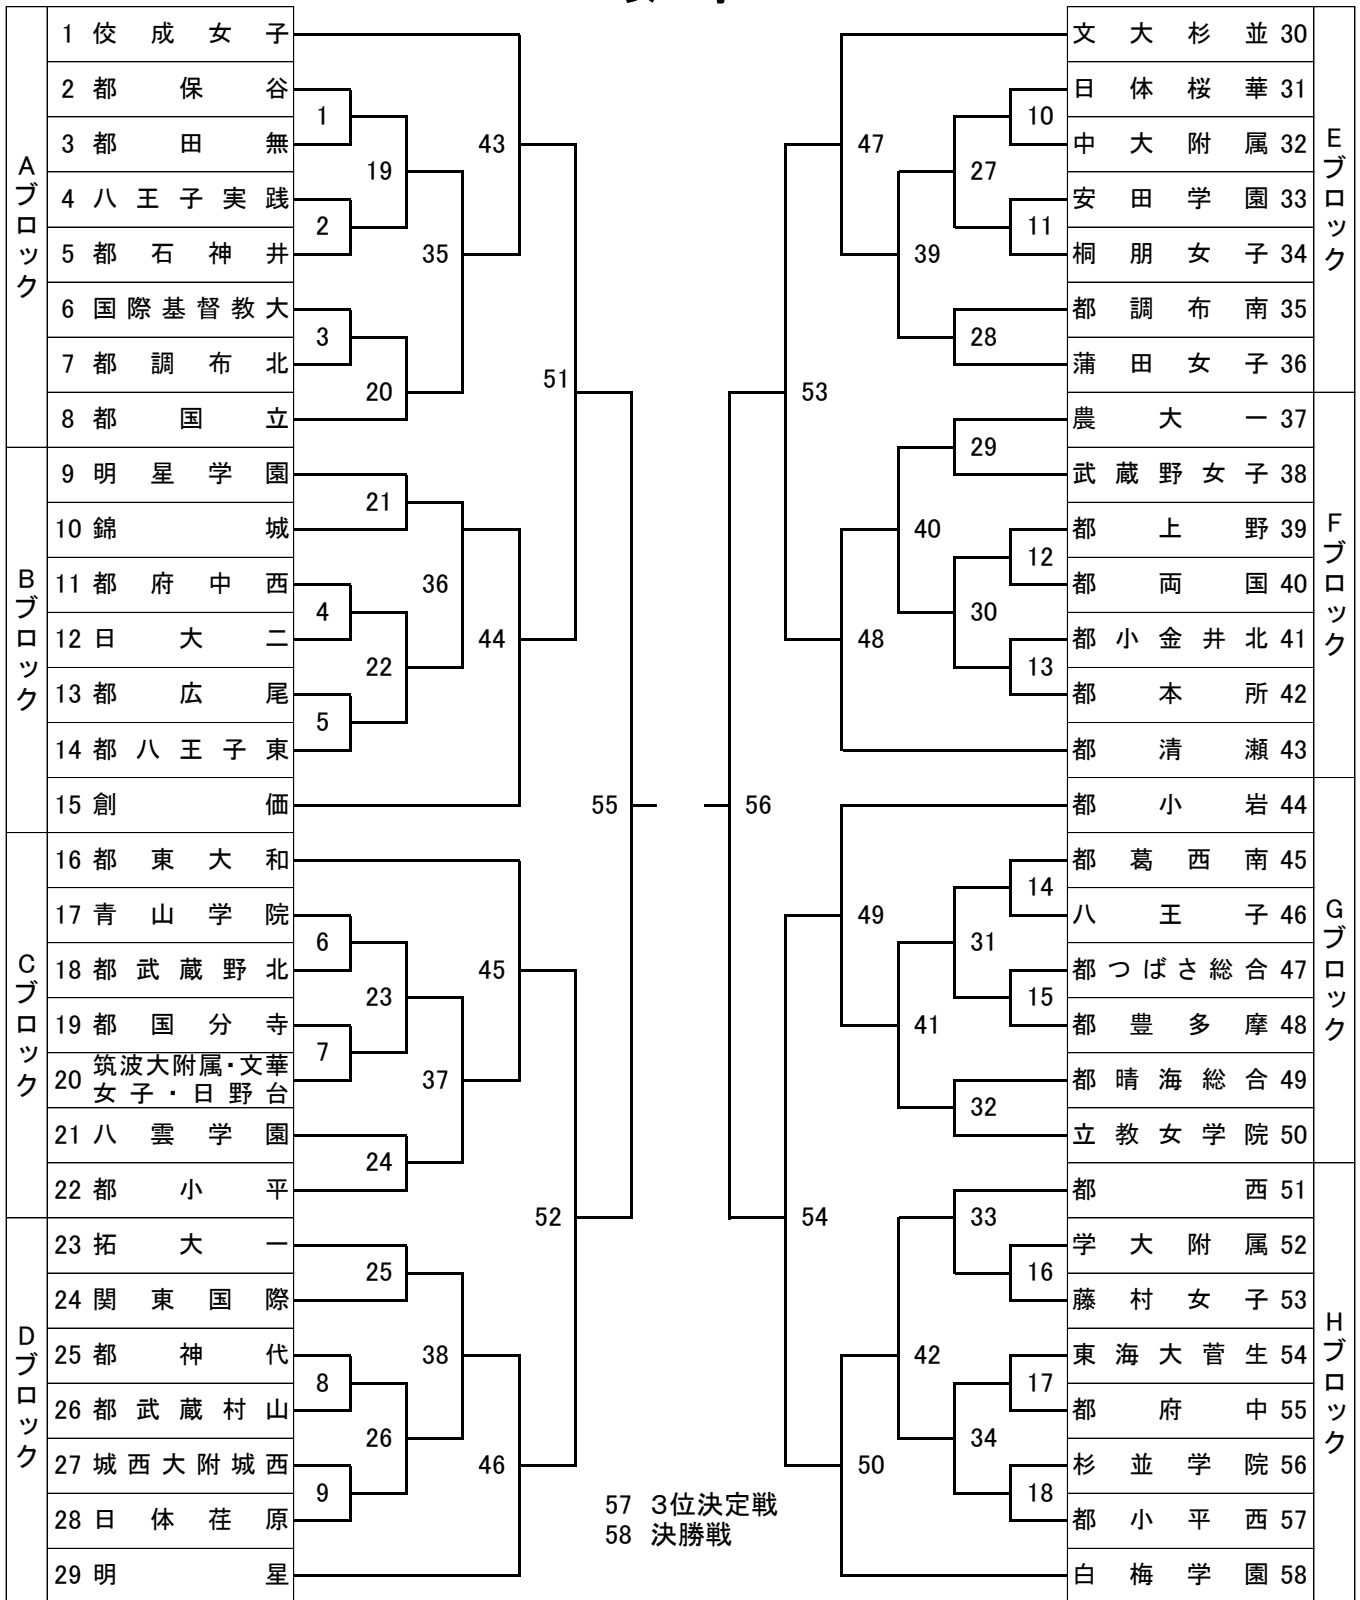 Aブロック
1 佼成女子
2 都保谷
3 都田無
4 八王子実践
5 都石神井
6 国際基督教大
7 都調布北
8 都国立
Bブロック
9 明星学園
10 錦城
11 都府中西
12 日大二
13 都広尾
14 都八王子東
15 創価
Cブロック
16 都東大和
17 青山学院
18 都武蔵野北
19 都国分寺
20 筑波大附属・文華
女子・日野台
21 八雲学園
22 都小平
Dブロック
23 拓大一
24 関東国際
25 都神代
26 都武蔵村山
27 城西大附城西
28 日体荏原
29 明星
1
2
3
4
5
6
7
8
9
19
20
21
22
23
24
25
26
35
36
37
38
43
44
45
46
51
52
55
56
53
54
47
48
49
50
39
40
41
42
27
28
29
30
31
32
33
34
10
11
12
13
14
15
16
17
18
57 3位決定戦
58 決勝戦
Eブロック
文大杉並 30
日体桜華 31
中大附属 32
安田学園 33
桐朋女子 34
都調布南 35
蒲田女子 36
Fブロック
農大一 37
武蔵野女子 38
都上野 39
都両国 40
都小金井北 41
都本所 42
都清瀬 43
Gブロック
都小岩 44
都葛西南 45
八王子 46
都つばさ総合 47
都豊多摩 48
都晴海総合 49
立教女学院 50
Hブロック
都西 51
学大附属 52
藤村女子 53
東海大菅生 54
都府中 55
杉並学院 56
都小平西 57
白梅学園 58